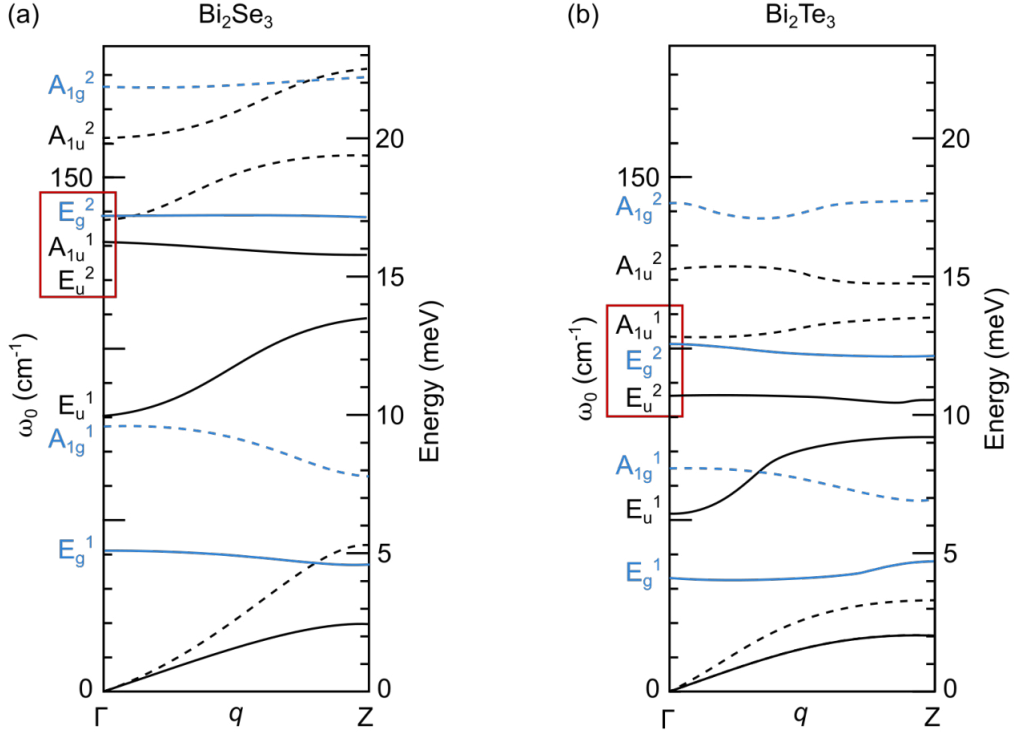 (a) Bi₂Se₃
A₁g²
A₁u²
150
Eg²
A₁u¹
Eu²
Eu¹
A₁g¹
Eg¹
0
ω₀ (cm⁻¹)
20
15
10
5
0
Energy (meV)
Γ q Z
(b) Bi₂Te₃
150
A₁g²
A₁u²
A₁u¹
Eg²
Eu²
A₁g¹
Eu¹
Eg¹
0
ω₀ (cm⁻¹)
20
15
10
5
0
Energy (meV)
Γ q Z